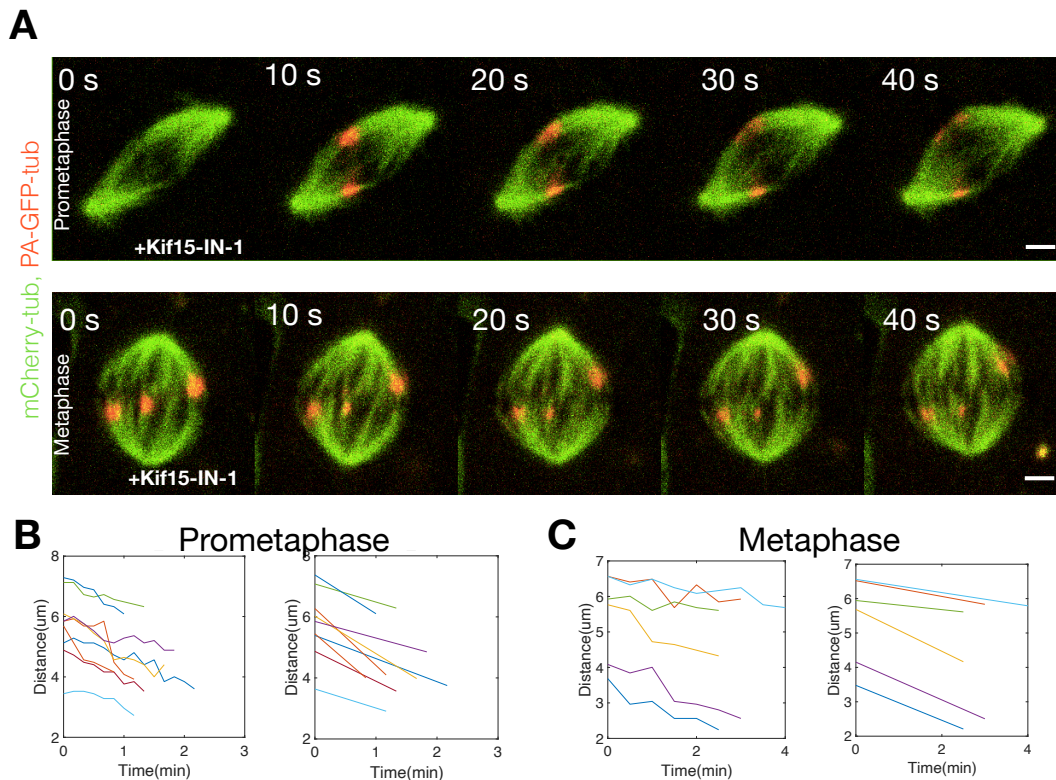 A
mCherry-tub, PA-GFP-tub
Prometaphase
0 s
10 s
20 s
30 s
40 s
+Kif15-IN-1
Metaphase
0 s
10 s
20 s
30 s
40 s
+Kif15-IN-1
B
Prometaphase
8
6
4
2
Distance(um)
0
1
2
3
Time(min)
8
6
4
2
Distance(um)
0
1
2
3
Time(min)
C
Metaphase
7
6
5
4
3
2
Distance(um)
0
2
4
Time(min)
7
6
5
4
3
2
Distance(um)
0
2
4
Time(min)